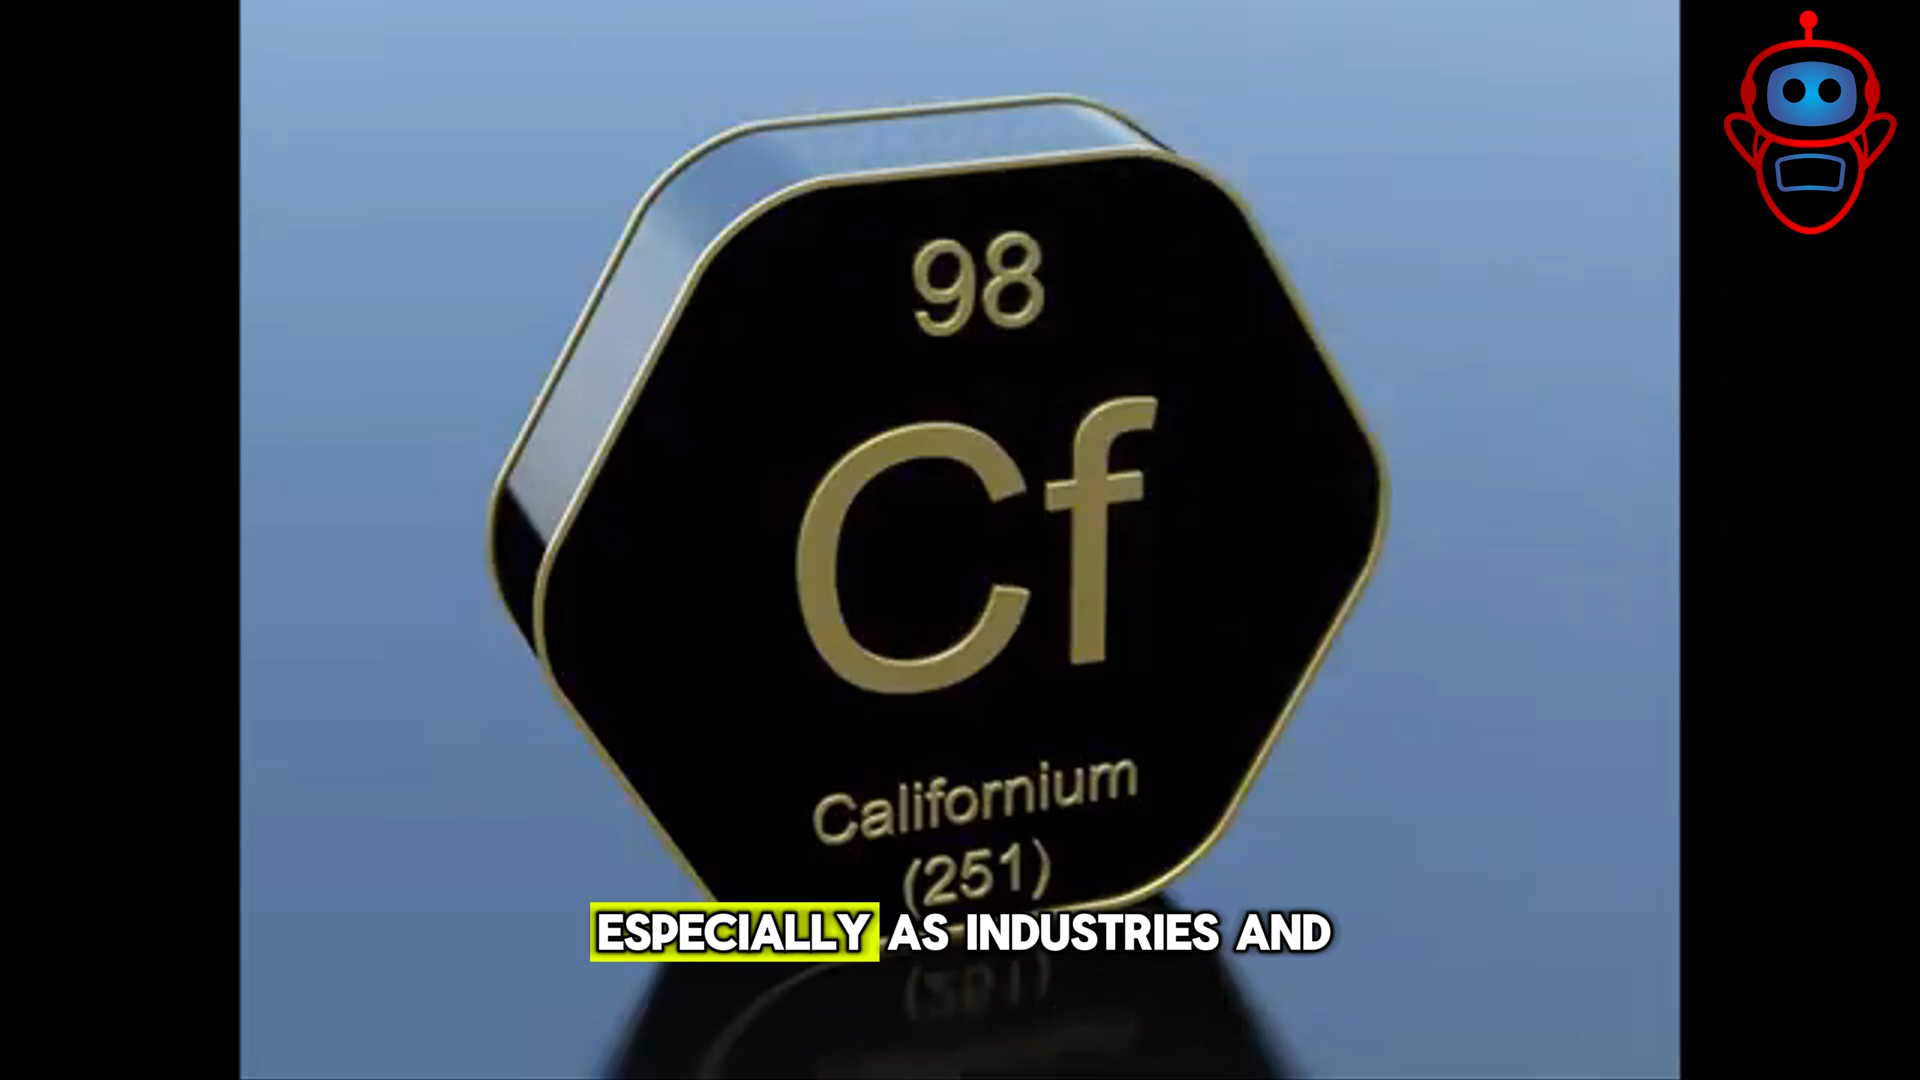 98
Cf
Californium
(251)
ESPECIALLY AS INDUSTRIES AND